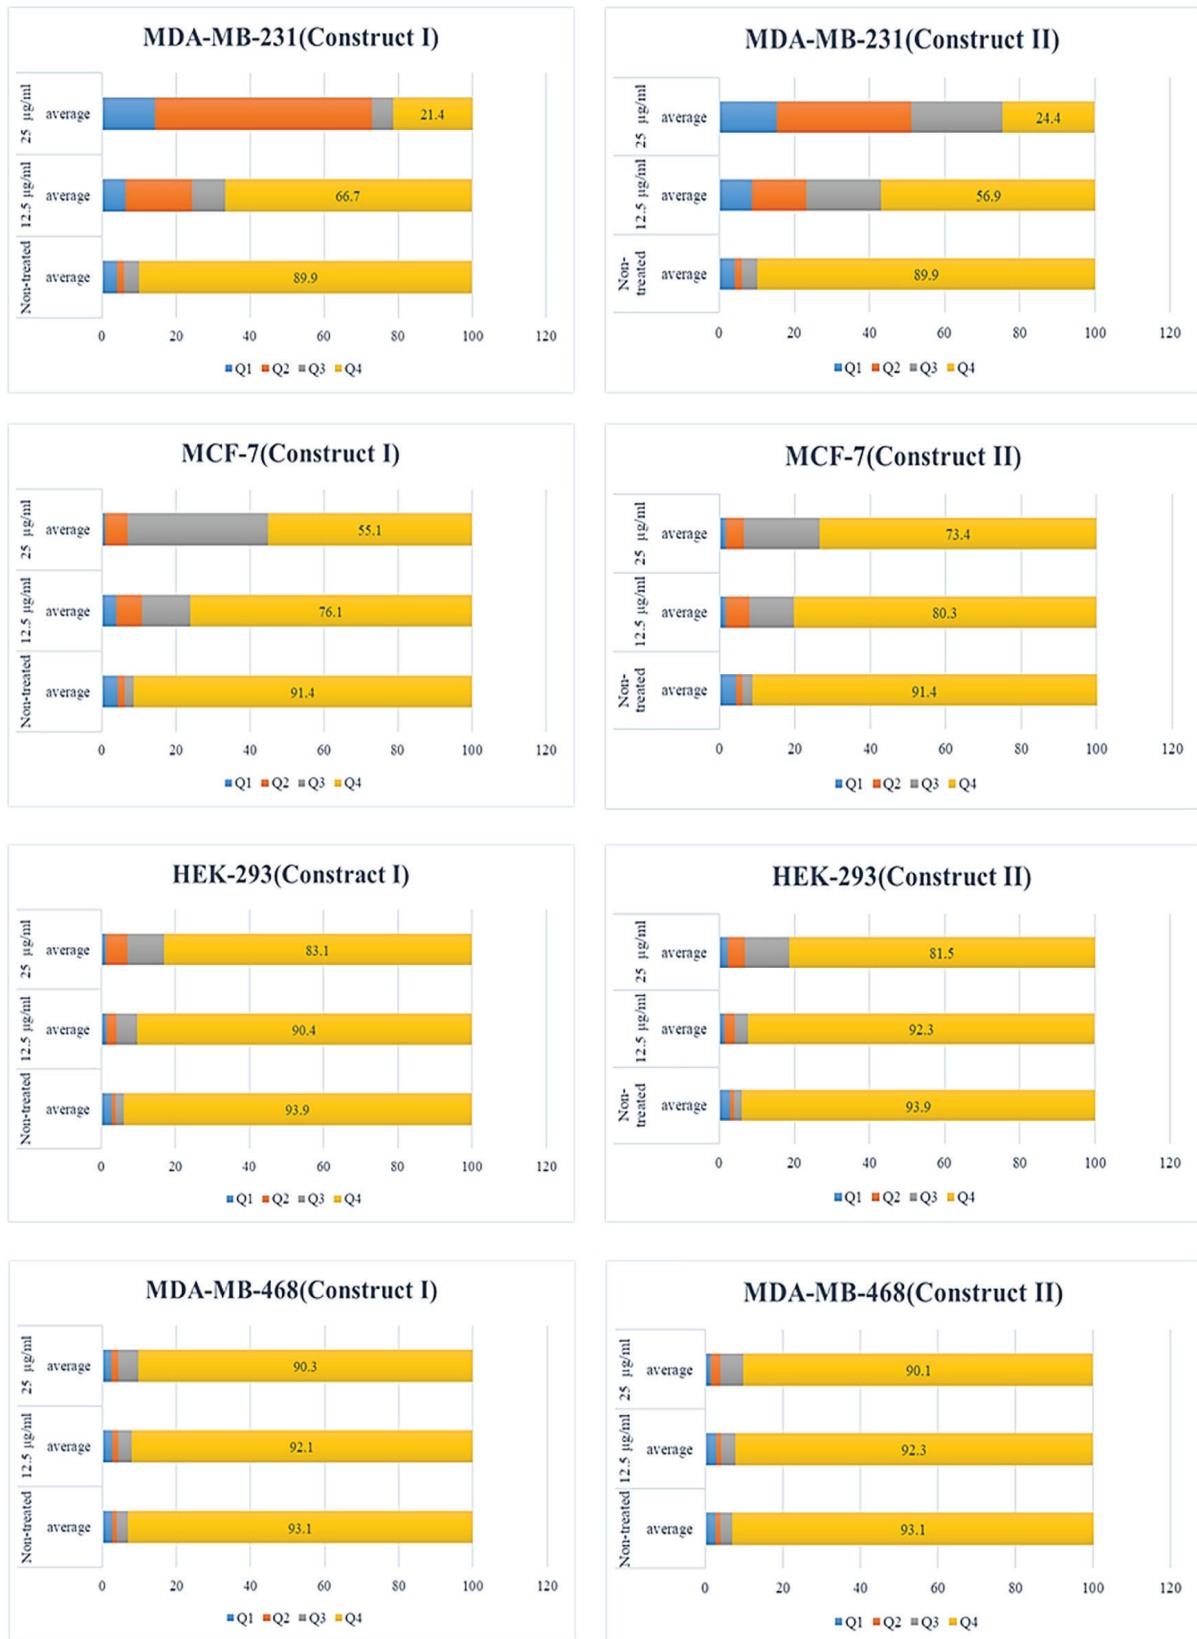 MDA-MB-231(Construct I)
25 μg/ml
average
21.4
12.5 μg/ml
average
66.7
Non-treated
average
89.9
0 20 40 60 80 100 120
Q1 Q2 Q3 Q4
MDA-MB-231(Construct II)
25 μg/ml
average
24.4
12.5 μg/ml
average
56.9
Non-
treated
average
89.9
0 20 40 60 80 100 120
Q1 Q2 Q3 Q4
MCF-7(Construct I)
25 μg/ml
average
55.1
12.5 μg/ml
average
76.1
Non-treated
average
91.4
0 20 40 60 80 100 120
Q1 Q2 Q3 Q4
MCF-7(Construct II)
25 μg/ml
average
73.4
12.5 μg/ml
average
80.3
Non-
treated
average
91.4
0 20 40 60 80 100 120
Q1 Q2 Q3 Q4
HEK-293(Constract I)
25 μg/ml
average
83.1
12.5 μg/ml
average
90.4
Non-treated
average
93.9
0 20 40 60 80 100 120
Q1 Q2 Q3 Q4
HEK-293(Construct II)
25 μg/ml
average
81.5
12.5 μg/ml
average
92.3
Non-
treated
average
93.9
0 20 40 60 80 100 120
Q1 Q2 Q3 Q4
MDA-MB-468(Construct I)
25 μg/ml
average
90.3
12.5 μg/ml
average
92.1
Non-treated
average
93.1
0 20 40 60 80 100 120
Q1 Q2 Q3 Q4
MDA-MB-468(Construct II)
25 μg/ml
average
90.1
12.5 μg/ml
average
92.3
Non-treated
average
93.1
0 20 40 60 80 100 120
Q1 Q2 Q3 Q4